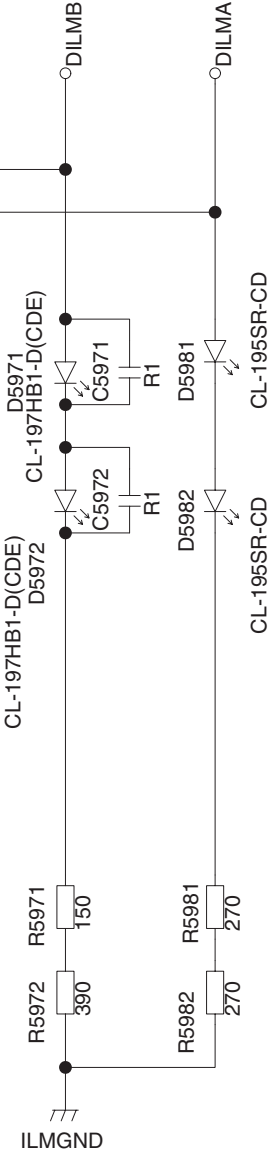 DILMB
DILMA
D5971
CL-197HB1-D(CDE)
C5971
R1
D5981
CL-195SR-CD
CL-197HB1-D(CDE)
D5972
C5972
R1
D5982
CL-195SR-CD
R5971
150
R5981
270
R5972
390
R5982
270
ILMGND